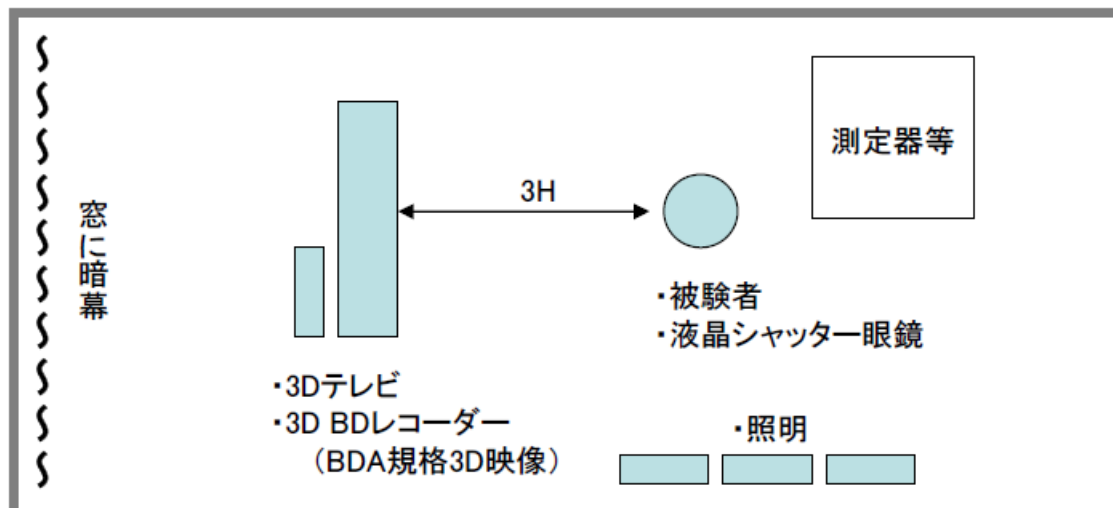 窓に暗幕
3H
測定器等
・被験者
・液晶シャッター眼鏡
・3Dテレビ
・3D BDレコーダー
（BDA規格3D映像）
・照明